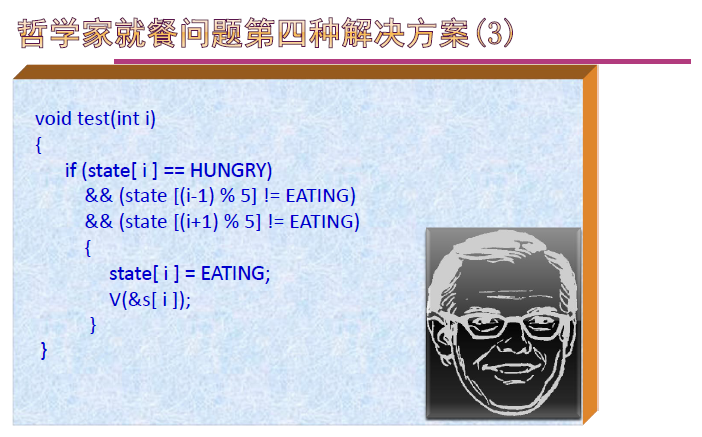 哲学家就餐问题第四种解决方案(3)
void test(int i)
{
if (state[ i ] == HUNGRY)
&& (state [(i-1) % 5] != EATING)
&& (state [(i+1) % 5] != EATING)
{
state[ i ] = EATING;
V(&s[ i ]);
}
}